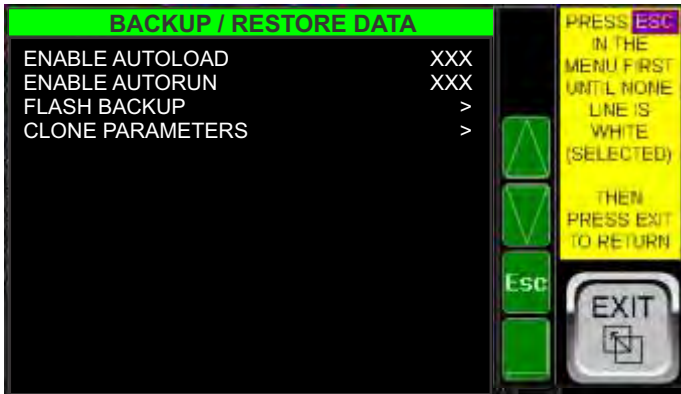 BACKUP / RESTORE DATA
ENABLE AUTOLOAD XXX
ENABLE AUTORUN XXX
FLASH BACKUP >
CLONE PARAMETERS >
PRESS ESC
IN THE
MENU FIRST
UNTIL NONE
LINE IS
WHITE
(SELECTED)
THEN
PRESS EXIT
TO RETURN
Esc
EXIT